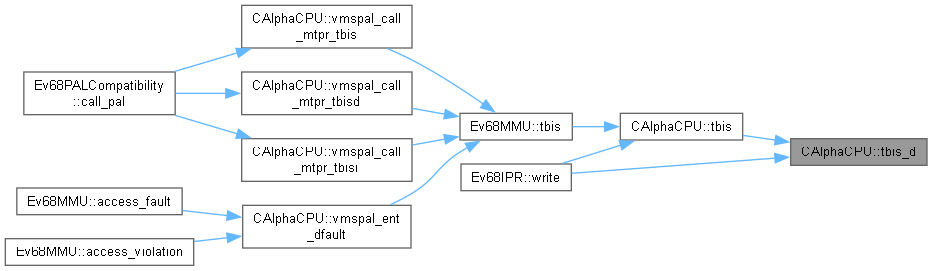 CAlphaCPU::vmspal_call
_mtpr_tbis
Ev68PALCompatibility
::call_pal
CAlphaCPU::vmspal_call
_mtpr_tbisd
Ev68MMU::tbis
CAlphaCPU::tbis
CAlphaCPU::vmspal_call
_mtpr_tbisi
CAlphaCPU::tbis_d
Ev68IPR::write
Ev68MMU::access_fault
CAlphaCPU::vmspal_ent
_dfault
Ev68MMU::access_violation